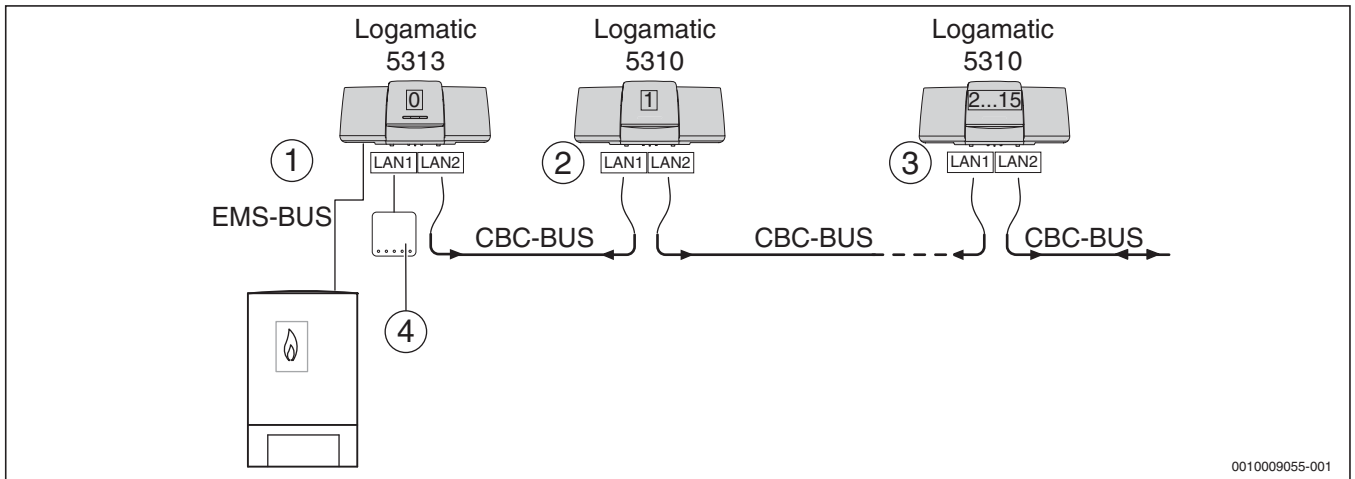 Logamatic
5313
Logamatic
5310
Logamatic
5310
0
1
2...15
1
LAN1 LAN2
2
LAN1 LAN2
3
LAN1 LAN2
EMS-BUS
CBC-BUS
CBC-BUS
CBC-BUS
4
0010009055-001